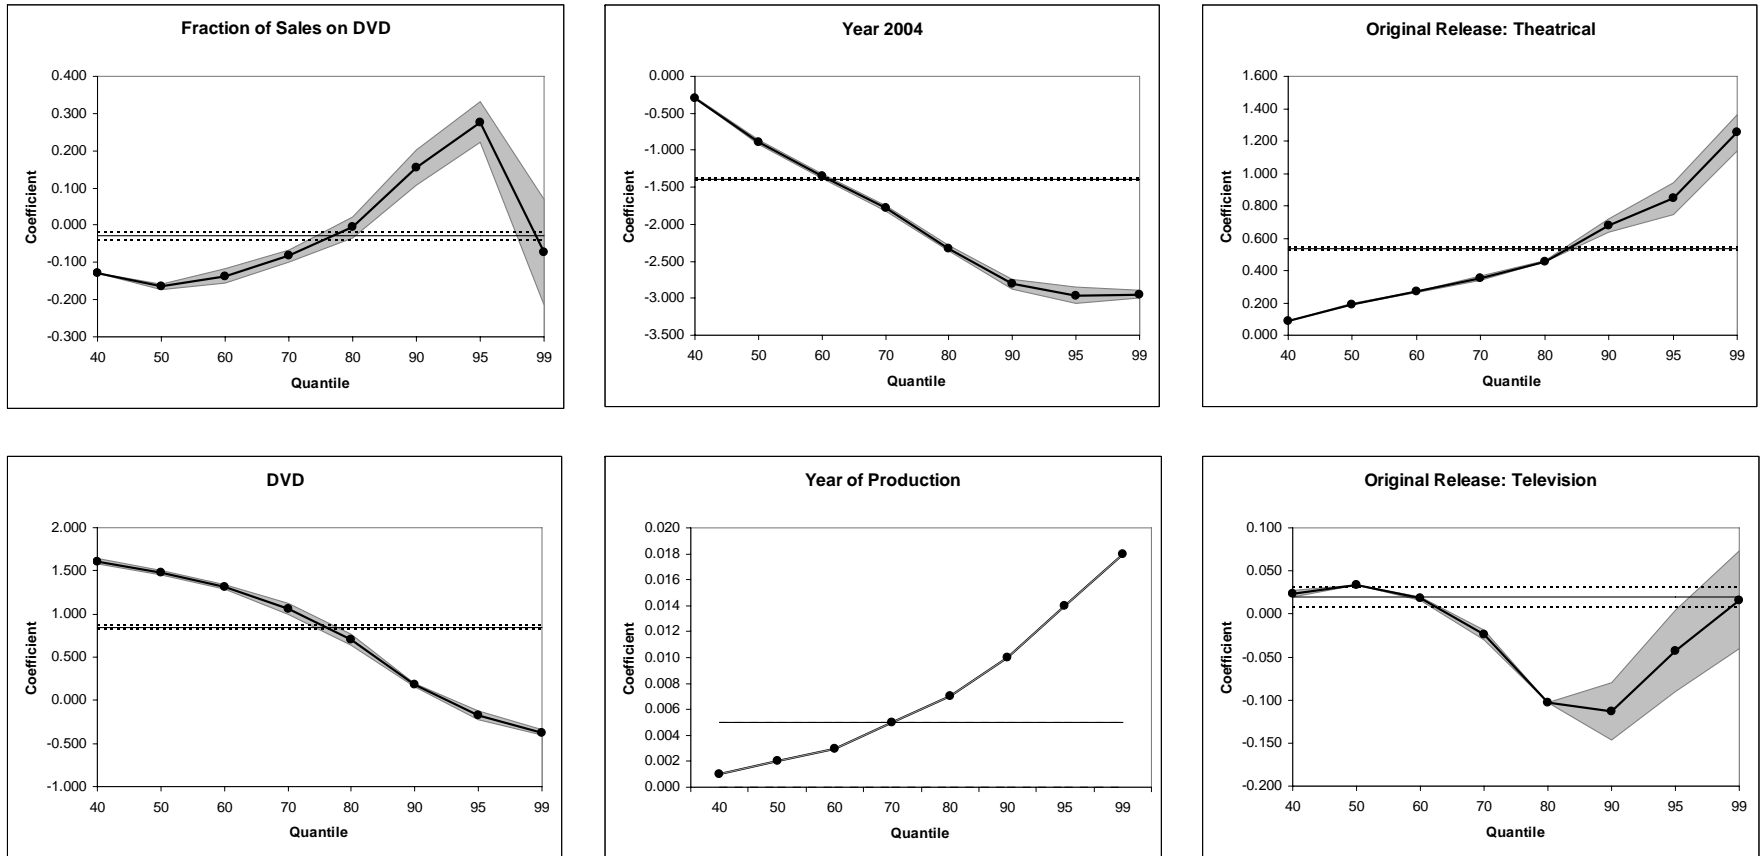 Fraction of Sales on DVD
Coefficient
0.400
0.300
0.200
0.100
0.000
-0.100
-0.200
-0.300
40 50 60 70 80 90 95 99
Quantile
Year 2004
Coefficient
0.000
-0.500
-1.000
-1.500
-2.000
-2.500
-3.000
-3.500
40 50 60 70 80 90 95 99
Quantile
Original Release: Theatrical
Coefficient
1.600
1.400
1.200
1.000
0.800
0.600
0.400
0.200
0.000
40 50 60 70 80 90 95 99
Quantile
DVD
Coefficient
2.000
1.500
1.000
0.500
0.000
-0.500
-1.000
40 50 60 70 80 90 95 99
Quantile
Year of Production
Coefficient
0.020
0.018
0.016
0.014
0.012
0.010
0.008
0.006
0.004
0.002
0.000
40 50 60 70 80 90 95 99
Quantile
Original Release: Television
Coefficient
0.100
0.050
0.000
-0.050
-0.100
-0.150
-0.200
40 50 60 70 80 90 95 99
Quantile